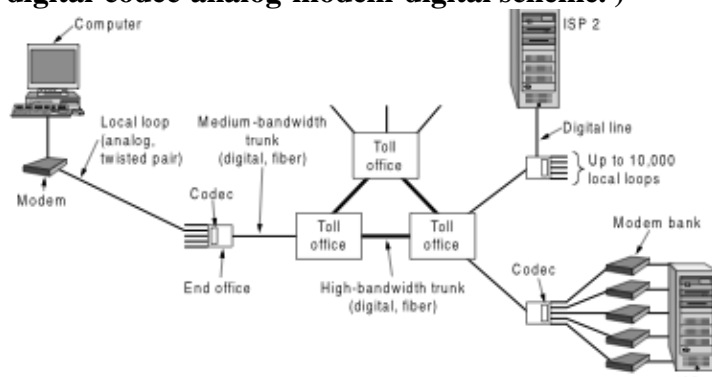 digital-codec-analog-modem-digital scheme. )
Computer
ISP 2
Local loop
(analog,
twisted pair)
Medium-bandwidth
trunk
(digital, fiber)
Toll
office
Digital line
Up to 10,000
local loops
Modem
Codec
Toll
office
Toll
office
Modem bank
End office
High-bandwidth trunk
(digital, fiber)
Codec